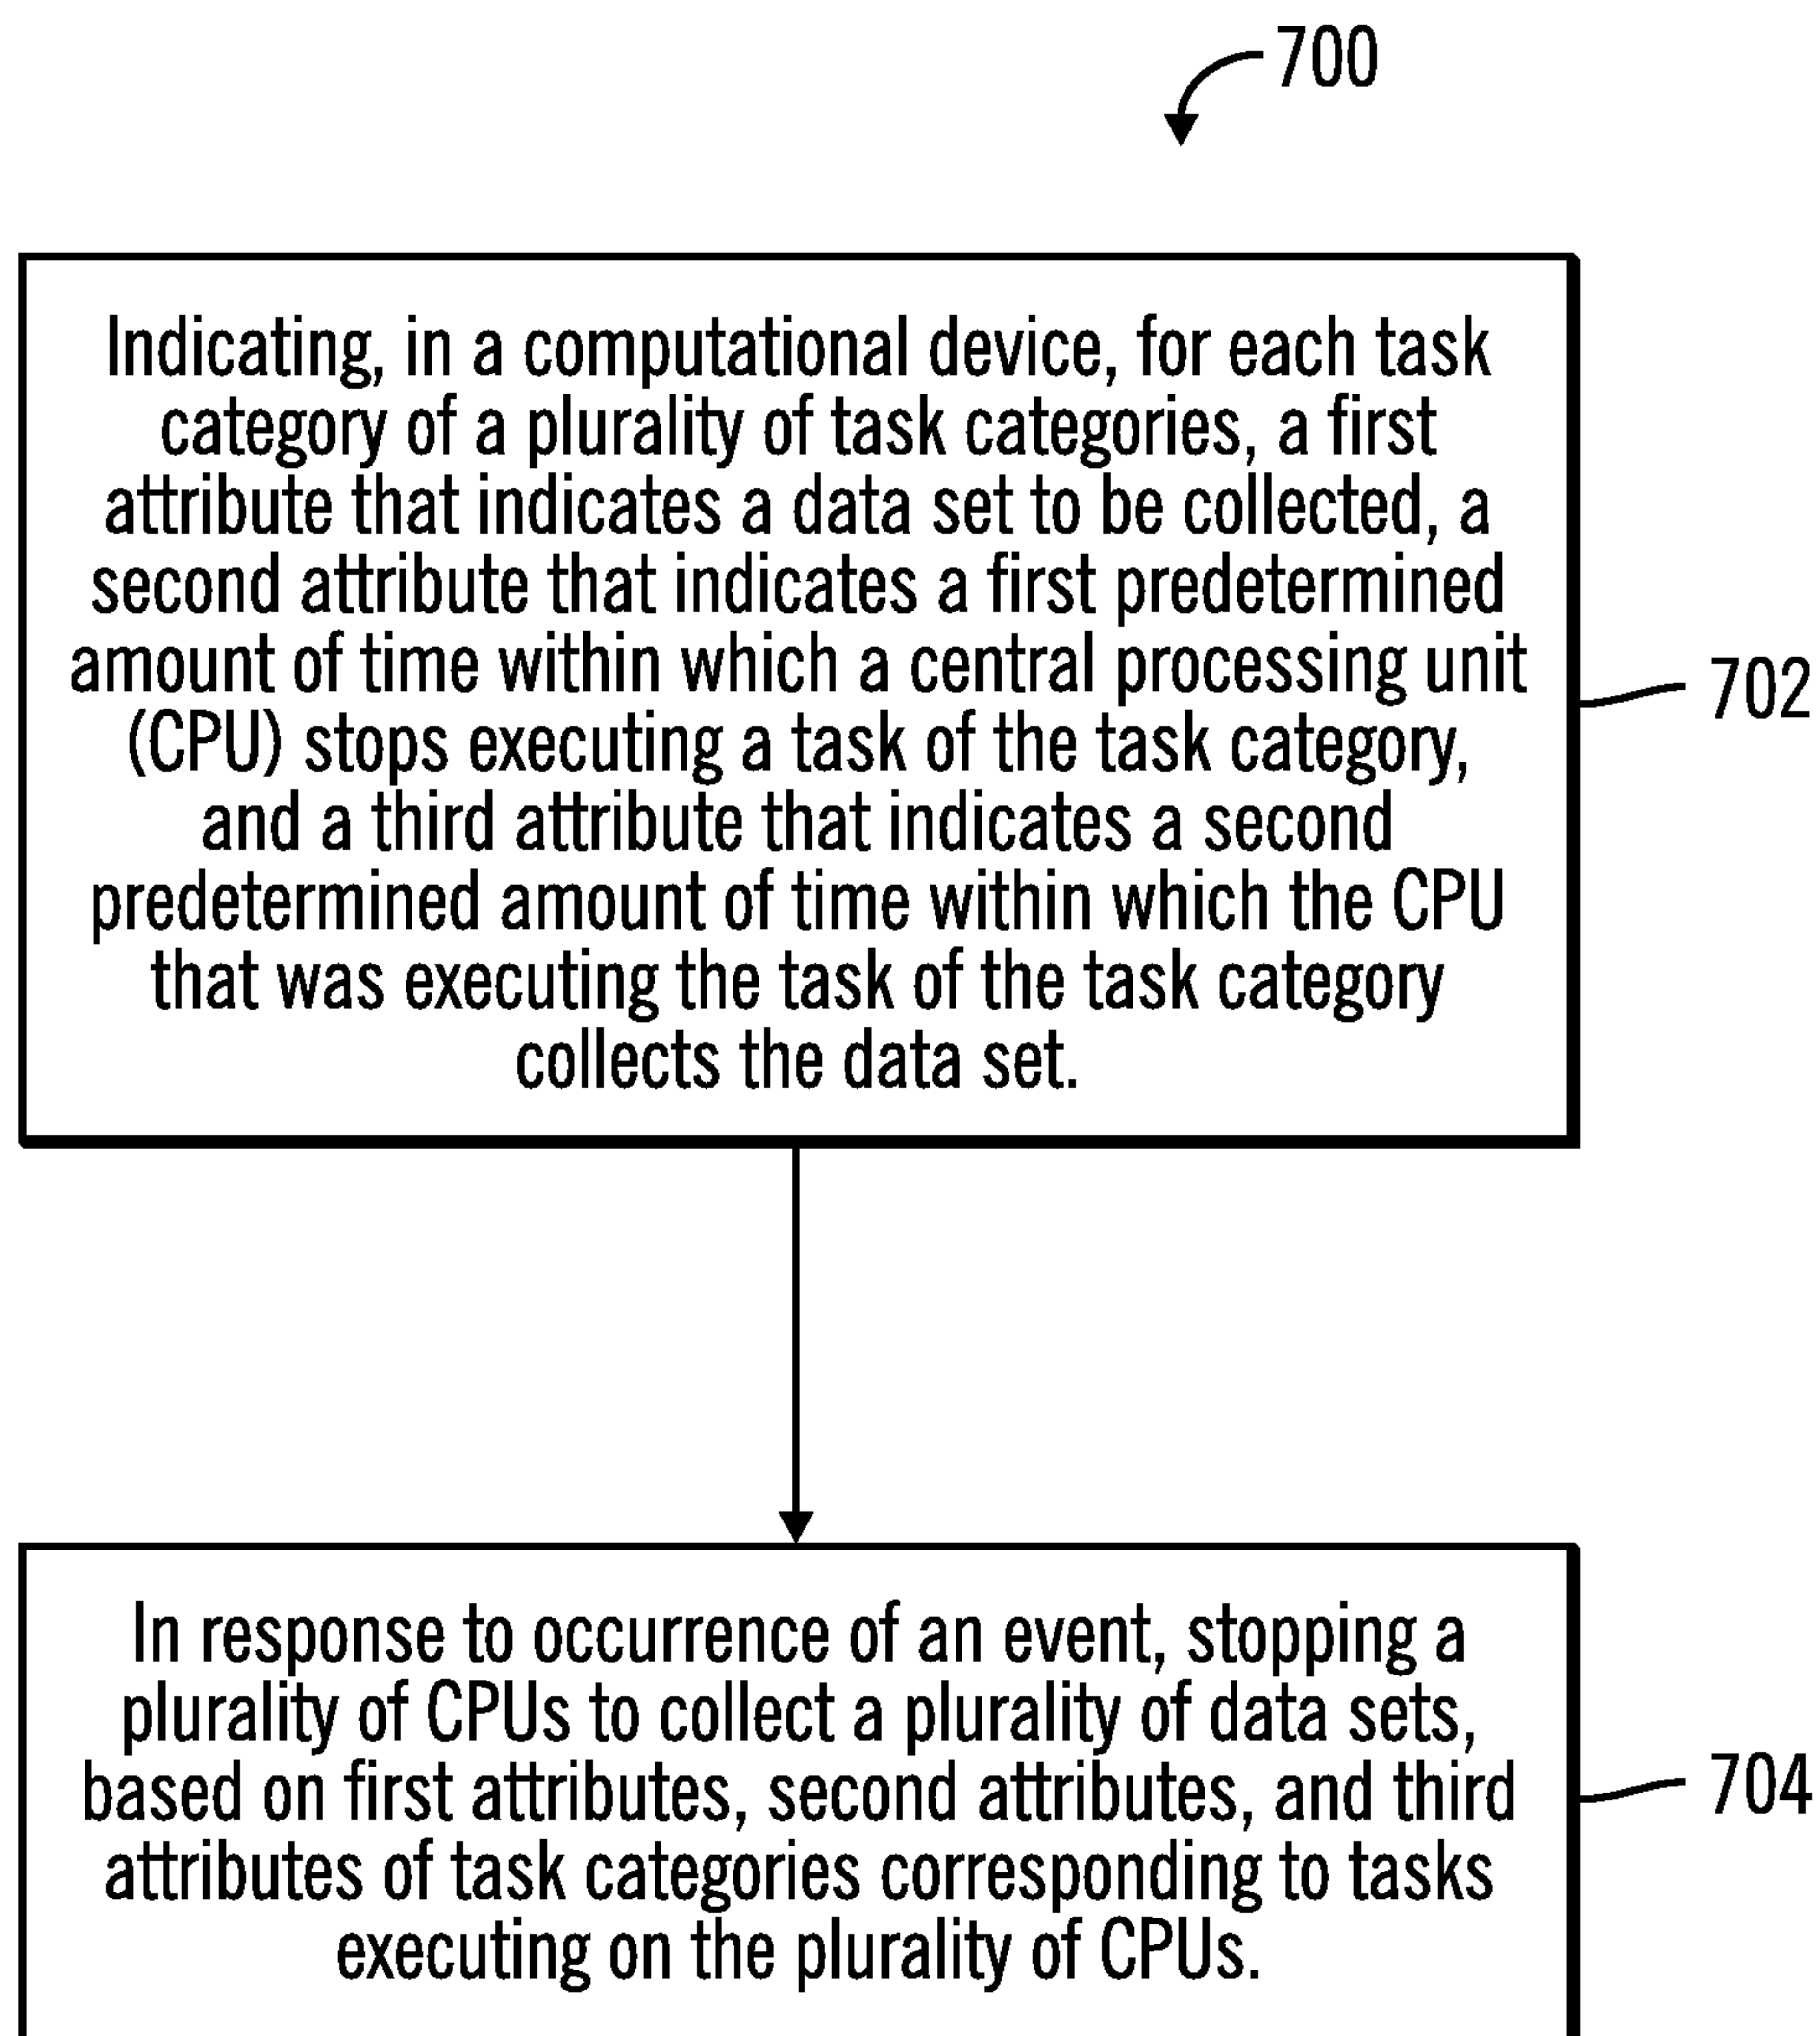 700
Indicating, in a computational device, for each task
category of a plurality of task categories, a first
attribute that indicates a data set to be collected, a
second attribute that indicates a first predetermined
amount of time within which a central processing unit
(CPU) stops executing a task of the task category,
and a third attribute that indicates a second
predetermined amount of time within which the CPU
that was executing the task of the task category
collects the data set.
702
In response to occurrence of an event, stopping a
plurality of CPUs to collect a plurality of data sets,
based on first attributes, second attributes, and third
attributes of task categories corresponding to tasks
executing on the plurality of CPUs.
704